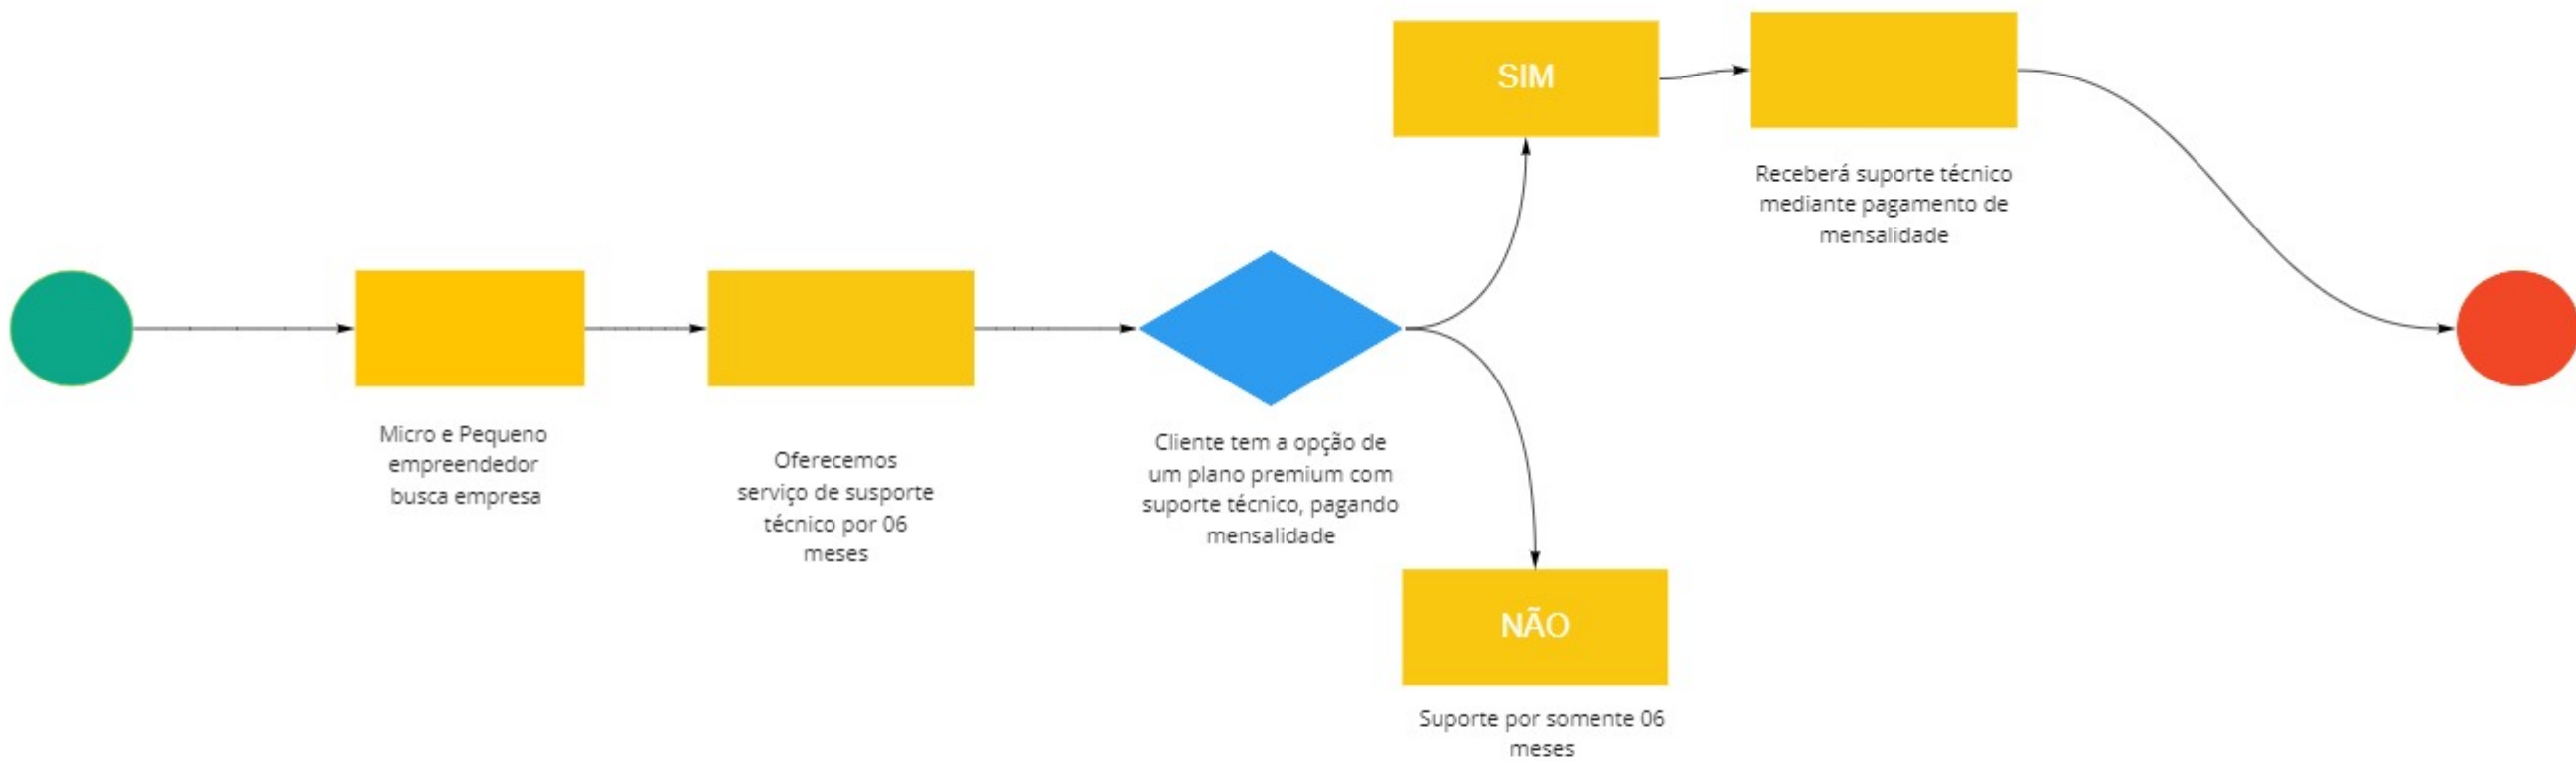 SIM
Receberá suporte técnico
mediante pagamento de
mensalidade
Micro e Pequeno
empreendedor
busca empresa
Oferecemos
serviço de susporte
técnico por 06
meses
Cliente tem a opção de
um plano premium com
suporte técnico, pagando
mensalidade
NÃO
Suporte por somente 06
meses